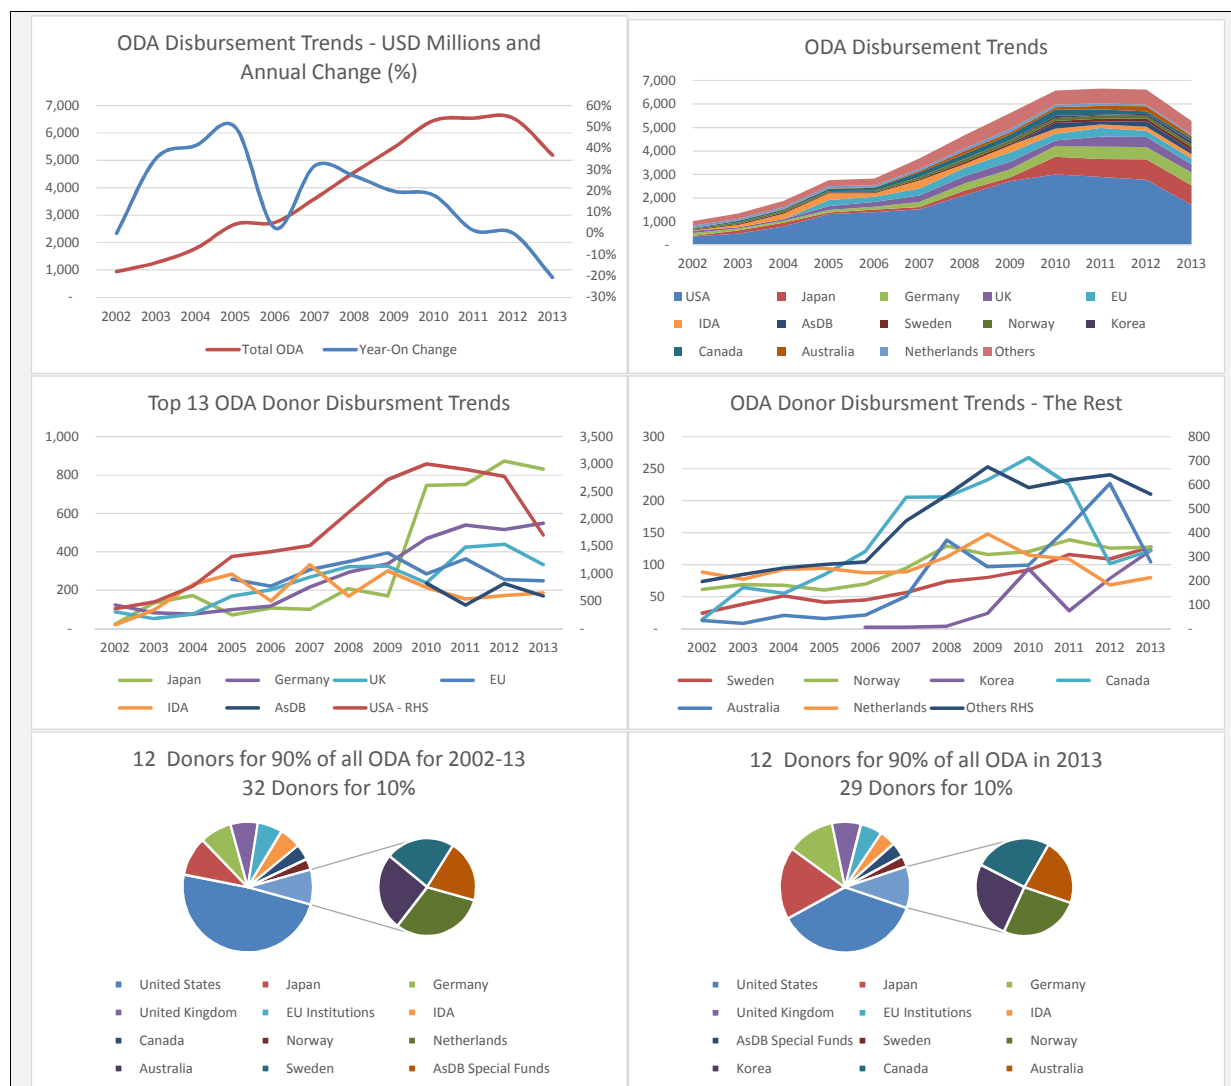 ODA Disbursement Trends - USD Millions and
Annual Change (%)
7,000
6,000
5,000
4,000
3,000
2,000
1,000
-
60%
50%
40%
30%
20%
10%
0%
-10%
-20%
-30%
2002 2003 2004 2005 2006 2007 2008 2009 2010 2011 2012 2013
Total ODA Year-On Change
ODA Disbursement Trends
7,000
6,000
5,000
4,000
3,000
2,000
1,000
-
2002 2003 2004 2005 2006 2007 2008 2009 2010 2011 2012 2013
USA Japan Germany UK EU
IDA AsDB Sweden Norway Korea
Canada Australia Netherlands Others
Top 13 ODA Donor Disbursment Trends
1,000
800
600
400
200
-
3,500
3,000
2,500
2,000
1,500
1,000
500
-
2002 2003 2004 2005 2006 2007 2008 2009 2010 2011 2012 2013
Japan Germany UK EU
IDA AsDB USA - RHS
ODA Donor Disbursment Trends - The Rest
300
250
200
150
100
50
-
800
700
600
500
400
300
200
100
-
2002 2003 2004 2005 2006 2007 2008 2009 2010 2011 2012 2013
Sweden Norway Korea Canada
Australia Netherlands Others RHS
12 Donors for 90% of all ODA for 2002-13
32 Donors for 10%
United States Japan Germany
United Kingdom EU Institutions IDA
Canada Norway Netherlands
Australia Sweden AsDB Special Funds
12 Donors for 90% of all ODA in 2013
29 Donors for 10%
United States Japan Germany
United Kingdom EU Institutions IDA
AsDB Special Funds Sweden Norway
Korea Canada Australia